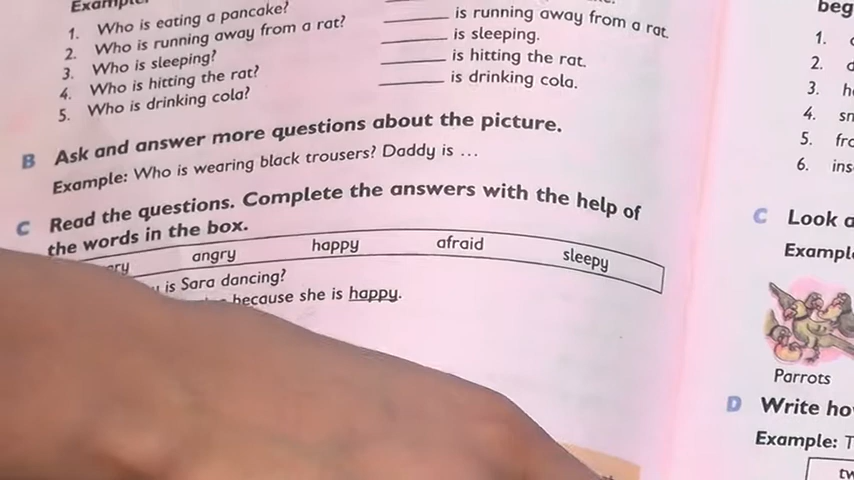 1. Who is eating a pancake?
2. Who is running away from a rat?
3. Who is sleeping?
4. Who is hitting the rat?
5. Who is drinking cola?
is running away from a rat.
is sleeping.
is hitting the rat.
is drinking cola.
B Ask and answer more questions about the picture.
Example: Who is wearing black trousers? Daddy is ...
C Read the questions. Complete the answers with the help of
the words in the box.
angry happy afraid sleepy
is Sara dancing?
because she is happy.
1.
2.
3.
4.
5.
6.
C Look
Parrots
D Write
Example: